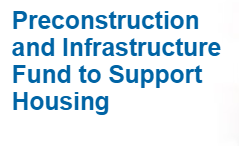 Preconstruction
and Infrastructure
Fund to Support
Housing